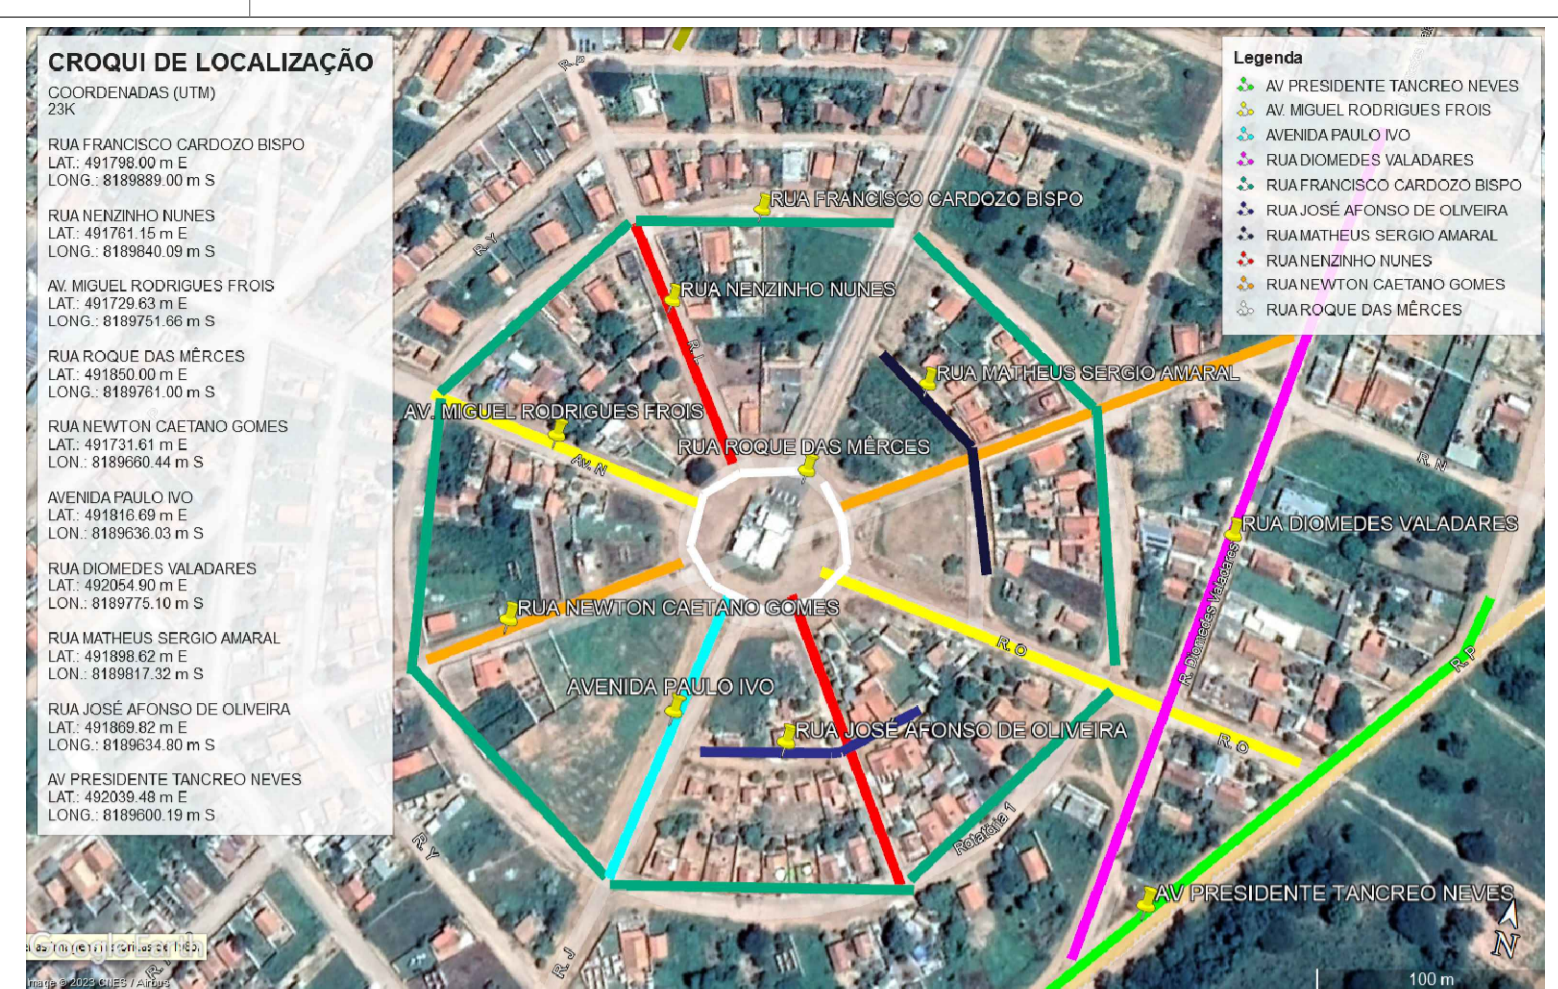 CROQUI DE LOCALIZAÇÃO
COORDENADAS (UTM)
23K
RUA FRANCISCO CARDOZO BISPO
LAT.: 491798.00 m E
LONG.: 8189889.00 m S
RUA NENZINHO NUNES
LAT.: 491761.15 m E
LONG.: 8189840.09 m S
AV. MIGUEL RODRIGUES FROIS
LAT.: 491729.63 m E
LONG.: 8189751.66 m S
RUA ROQUE DAS MÊRCES
LAT.: 491850.00 m E
LONG.: 8189761.00 m S
RUA NEWTON CAETANO GOMES
LAT.: 491731.61 m E
LON.: 8189660.44 m S
AVENIDA PAULO IVO
LAT.: 491816.69 m E
LON.: 8189636.03 m S
RUA DIOMEDES VALADARES
LAT.: 492054.90 m E
LON.: 8189775.10 m S
RUA MATHEUS SERGIO AMARAL
LAT.: 491898.62 m E
LON.: 8189817.32 m S
RUA JOSÉ AFONSO DE OLIVEIRA
LAT.: 491869.82 m E
LONG.: 8189634.80 m S
AV PRESIDENTE TANCREO NEVES
LAT.: 492039.48 m E
LONG.: 8189600.19 m S
Legenda
AV PRESIDENTE TANCREO NEVES
AV. MIGUEL RODRIGUES FROIS
AVENIDA PAULO IVO
RUA DIOMEDES VALADARES
RUA FRANCISCO CARDOZO BISPO
RUA JOSÉ AFONSO DE OLIVEIRA
RUA MATHEUS SERGIO AMARAL
RUA NENZINHO NUNES
RUA NEWTON CAETANO GOMES
RUA ROQUE DAS MÊRCES
RUA FRANCISCO CARDOZO BISPO
R. Y
RUA NENZINHO NUNES
RUA MATHEUS SERGIO AMARAL
AV. MIGUEL RODRIGUES FROIS
RUA ROQUE DAS MÊRCES
Av. N
R. N
RUA DIOMEDES VALADARES
R. Diomedes Valadares
RUA NEWTON CAETANO GOMES
R. O
R. P
AVENIDA PAULO IVO
RUA JOSÉ AFONSO DE OLIVEIRA
R. O
Rotatória 1
R. Y
AV PRESIDENTE TANCREO NEVES
N
R. J
Google Earth
Image © 2023 CNES / Airbus
100 m